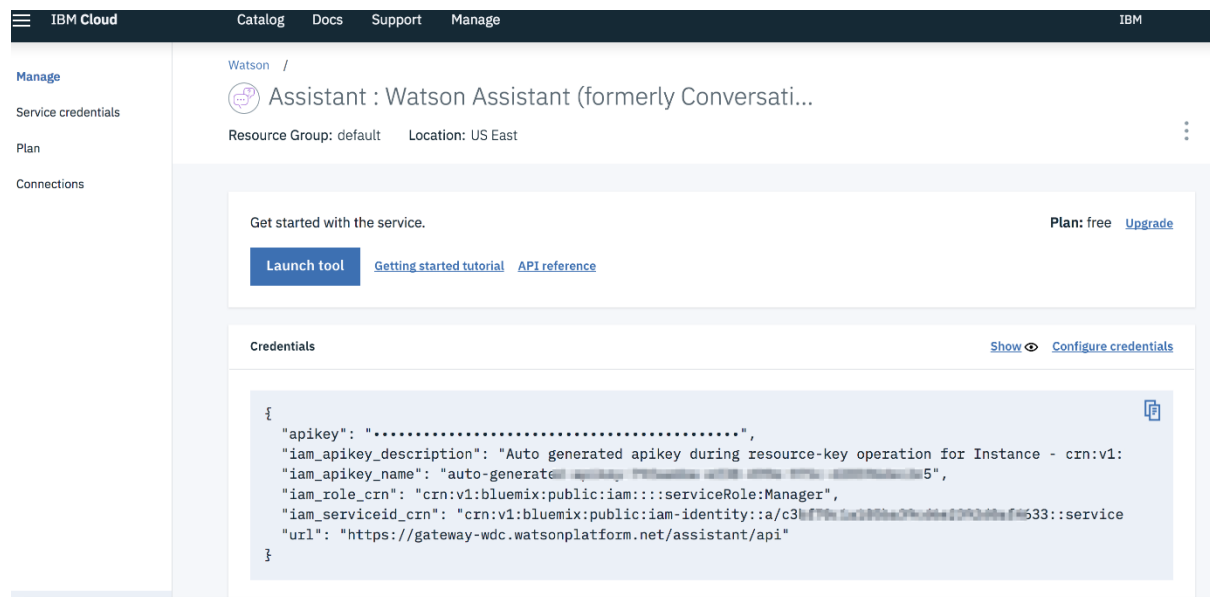 IBM Cloud Catalog Docs Support Manage IBM
Manage
Service credentials
Plan
Connections
Watson /
Assistant : Watson Assistant (formerly Conversati...
Resource Group: default Location: US East
Get started with the service. Plan: free Upgrade
Launch tool Getting started tutorial API reference
Credentials Show Configure credentials
{
"apikey": "••••••••••••••••••••••••••••••••••••••••••••",
"iam_apikey_description": "Auto generated apikey during resource-key operation for Instance - crn:v1:
"iam_apikey_name": "auto-generated 5",
"iam_role_crn": "crn:v1:bluemix:public:iam::::serviceRole:Manager",
"iam_serviceid_crn": "crn:v1:bluemix:public:iam-identity::a/c3 633::service
"url": "https://gateway-wdc.watsonplatform.net/assistant/api"
}